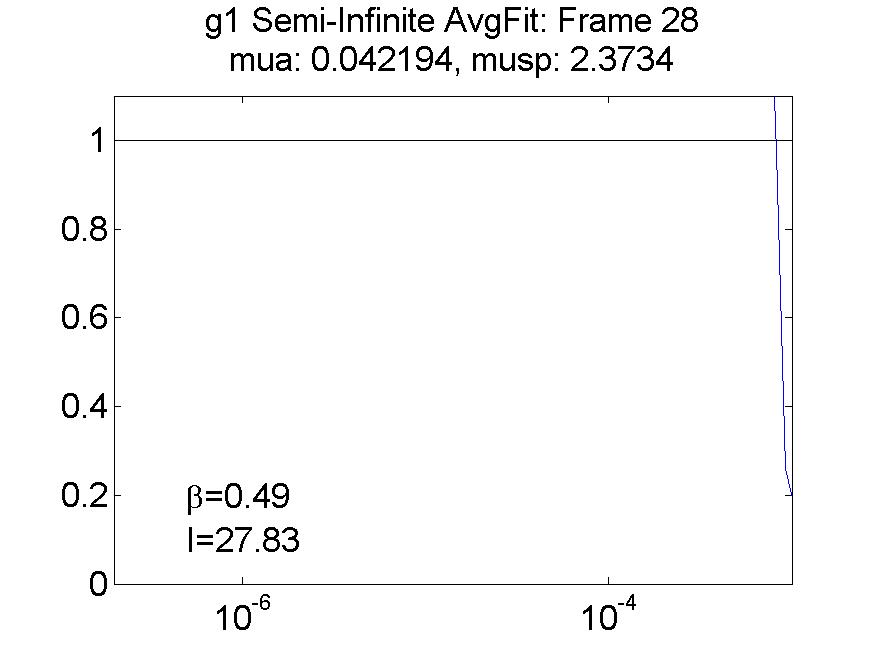 g1 Semi-Infinite AvgFit: Frame 28
mua: 0.042194, musp: 2.3734
1
0.8
0.6
0.4
0.2
0
β=0.49
I=27.83
10^-6
10^-4